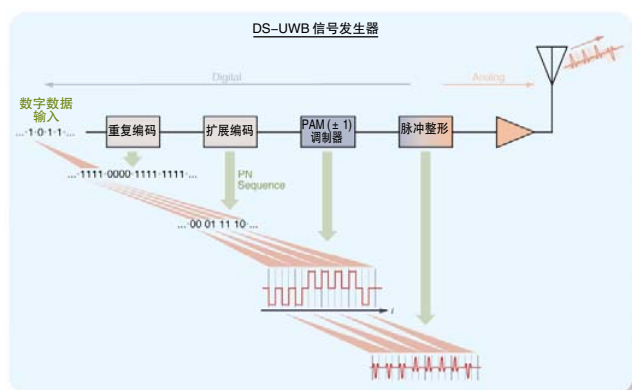 DS-UWB 信号发生器
Digital
Analog
数字数据
输入
... ·1·0·1·1· ...
重复编码
扩展编码
PAM (± 1)
调制器
脉冲整形
... ·1111·0000·1111·1111· ...
PN
Sequence
... ·00 01 11 10· ...
t